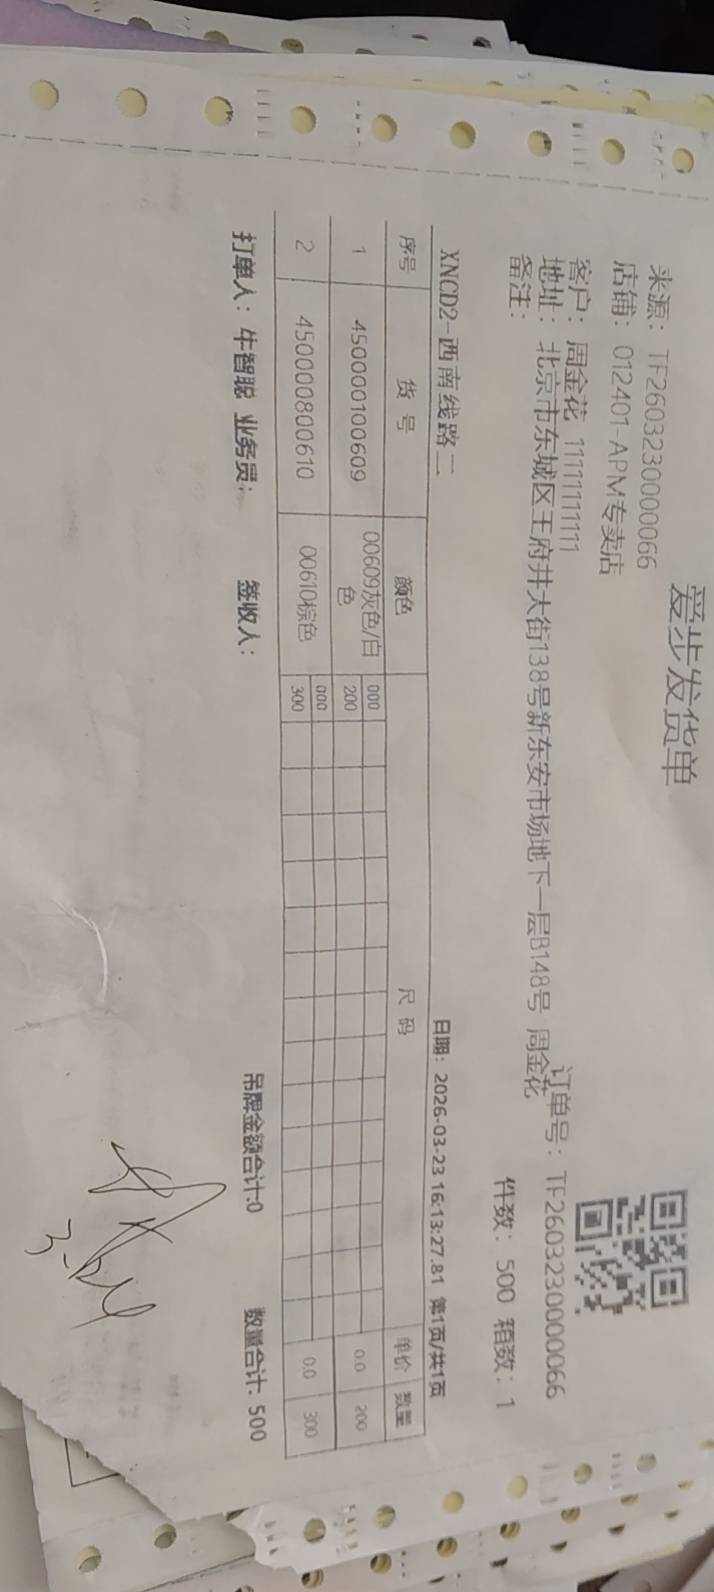 爱步发货单
来源：TF2603230000066
订单号：TF2603230000066
店铺：012401-APM专卖店
客户：周金花 11111111111
件数：500 箱数：1
地址：北京市东城区王府井大街138号新东安市场地下一层B148号 周金花
备注：
XNCD2-西南线路二 日期：2026-03-23 16:13:27.81 第1页/共1页
序号 货号 颜色 尺码 单价 数量
1 4500000100609 00609灰色/白色 000 200 0.0 200
2 45000000800610 00610棕色 000 300 0.0 300
打单人：牛智聪 业务员： 签收人： 吊牌金额合计:0 数量合计: 500
3.24